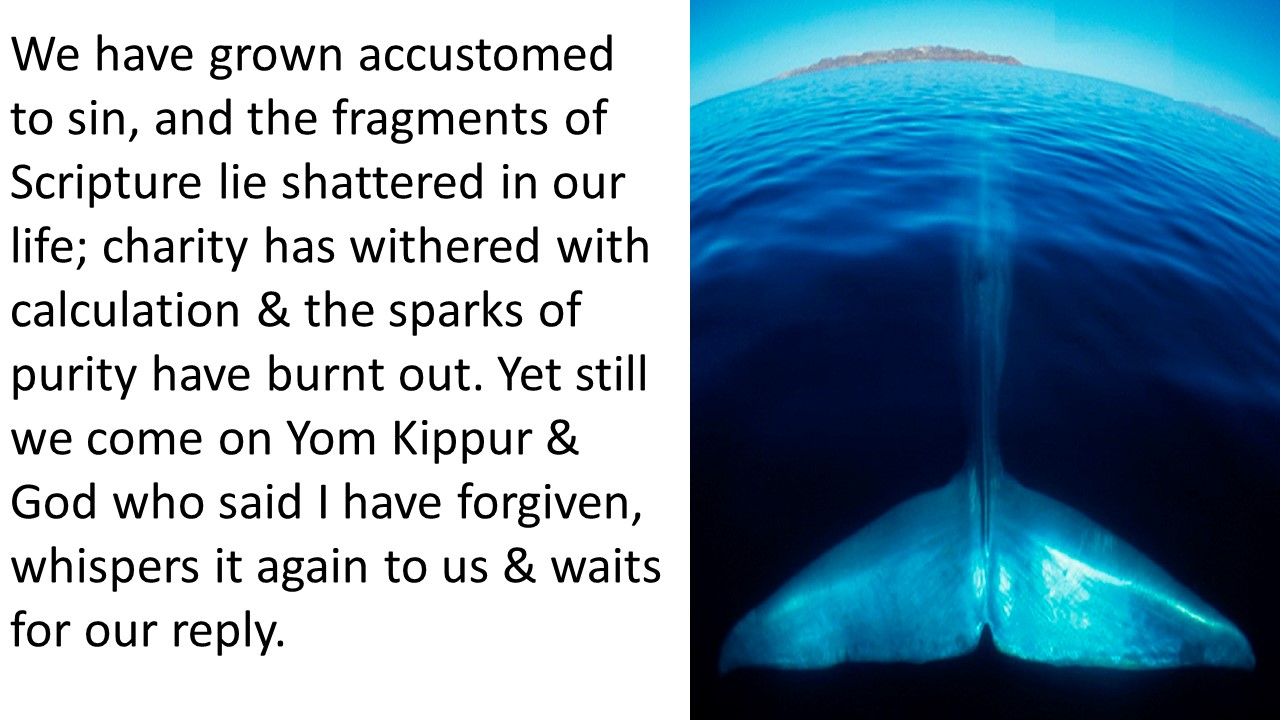 We have grown accustomed
to sin, and the fragments of
Scripture lie shattered in our
life; charity has withered with
calculation & the sparks of
purity have burnt out. Yet still
we come on Yom Kippur &
God who said I have forgiven,
whispers it again to us & waits
for our reply.